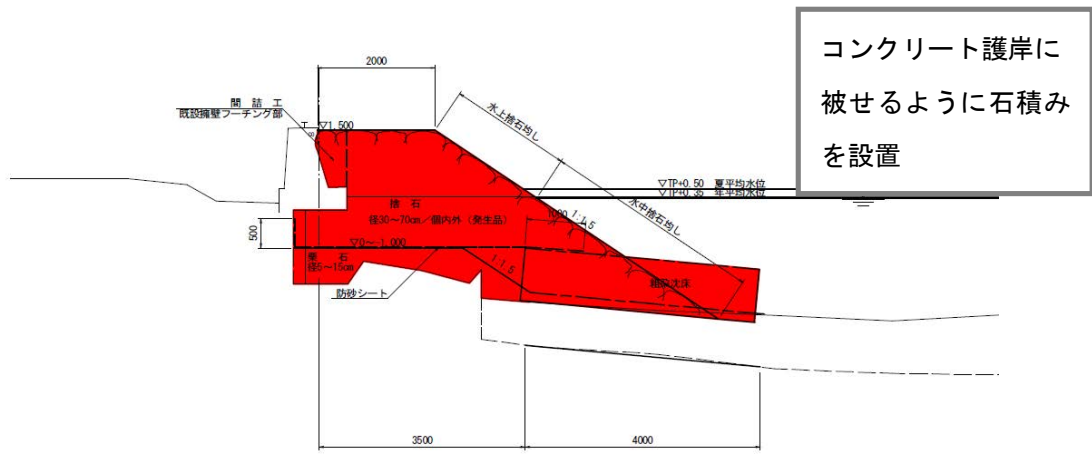 コンクリート護岸に
被せるように石積み
を設置
2000
間 詰 工
既設擁壁フーチング部
▽1.500
水上捨石均し
▽TP+0.50 夏平均水位
▽TP+0.35 年平均水位
捨 石
径30～70cm／個内外（発生品）
1000
1:1.5
水中捨石均し
500
▽0～-1.000
栗 石
径5～15cm
1:1.5
粗朶沈床
防砂シート
3500
4000